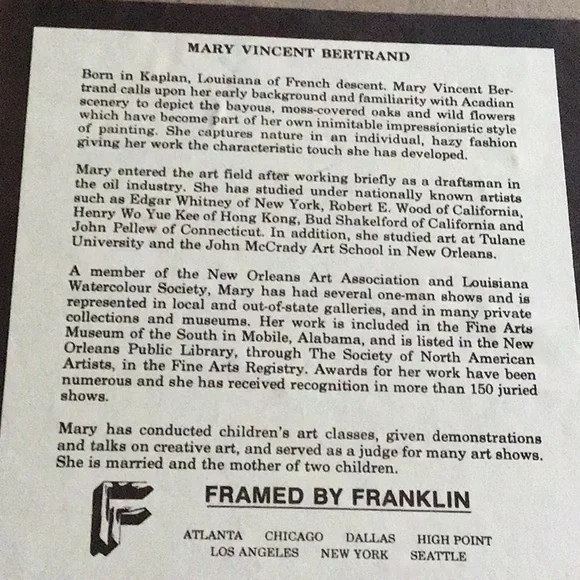 MARY VINCENT BERTRAND
Born in Kaplan, Louisiana of French descent. Mary Vincent Ber-
trand calls upon her early background and familiarity with Acadian
scenery to depict the bayous, moss-covered oaks and wild flowers
which have become part of her own inimitable impressionistic style
of painting. She captures nature in an individual, hazy fashion
giving her work the characteristic touch she has developed.
Mary entered the art field after working briefly as a draftsman in
the oil industry. She has studied under nationally known artists
such as Edgar Whitney of New York, Robert E. Wood of California,
Henry Wo Yue Kee of Hong Kong, Bud Shakelford of California and
John Pellew of Connecticut. In addition, she studied art at Tulane
University and the John McCrady Art School in New Orleans.
A member of the New Orleans Art Association and Louisiana
Watercolour Society, Mary has had several one-man shows and is
represented in local and out-of-state galleries, and in many private
collections and museums. Her work is included in the Fine Arts
Museum of the South in Mobile, Alabama, and is listed in the New
Orleans Public Library, through The Society of North American
Artists, in the Fine Arts Registry. Awards for her work have been
numerous and she has received recognition in more than 150 juried
shows.
Mary has conducted children's art classes, given demonstrations
and talks on creative art, and served as a judge for many art shows.
She is married and the mother of two children.
F FRAMED BY FRANKLIN
ATLANTA CHICAGO DALLAS HIGH POINT
LOS ANGELES NEW YORK SEATTLE